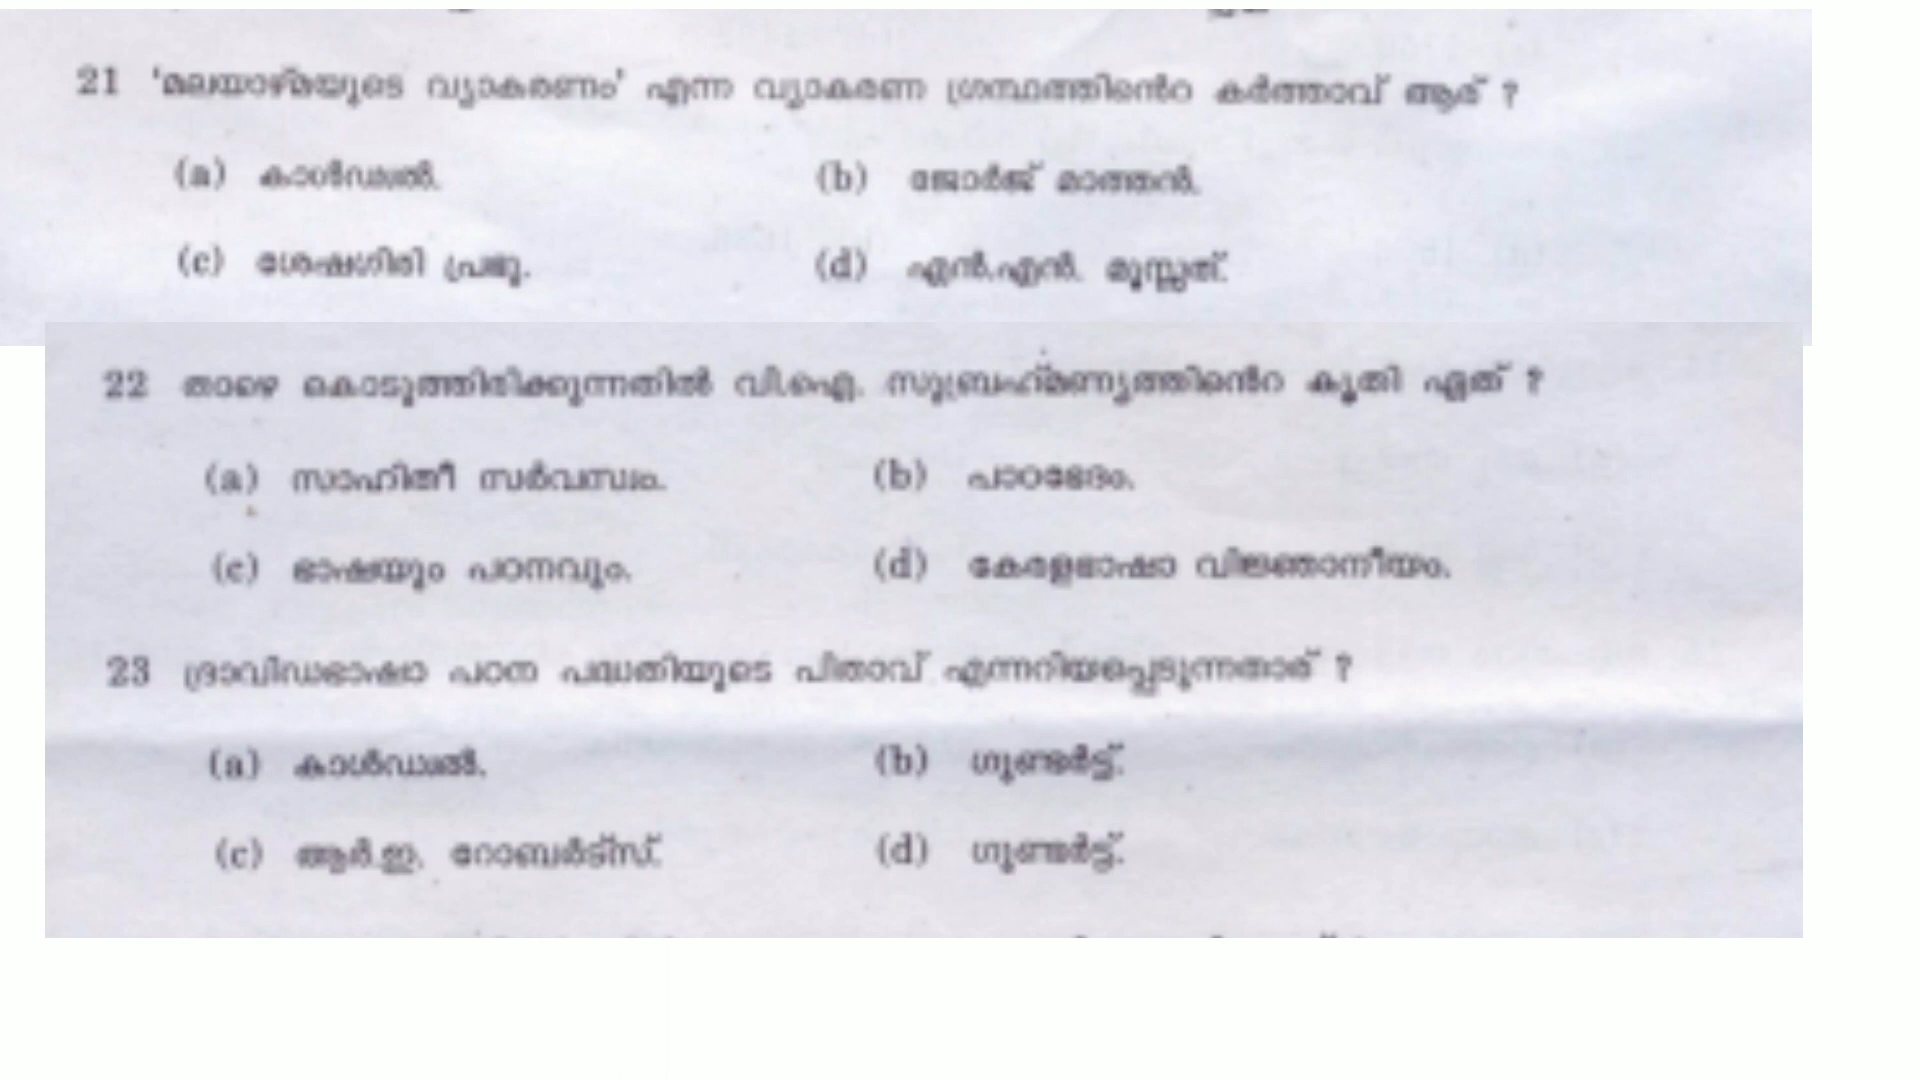 21 'മലയാഴ്മയുടെ വ്യാകരണം' എന്ന വ്യാകരണ ഗ്രന്ഥത്തിൻെറ കർത്താവ് ആര് ?
(a) കാൾഡ്വൽ. (b) ജോർജ് മാത്തൻ.
(c) ശേഷഗിരി പ്രഭു. (d) എൻ.എൻ. മൂസ്സത്.
22 താഴെ കൊടുത്തിരിക്കുന്നതിൽ വി.ഐ. സുബ്രഹ്മണ്യത്തിൻെറ കൃതി ഏത് ?
(a) സാഹിതീ സർവസ്വം. (b) പാഠഭേദം.
(c) ഭാഷയും പഠനവും. (d) കേരളഭാഷാ വിജ്ഞാനീയം.
23 ദ്രാവിഡഭാഷാ പഠന പദ്ധതിയുടെ പിതാവ് എന്നറിയപ്പെടുന്നതാര് ?
(a) കാൾഡ്വൽ. (b) ഗുണ്ടർട്ട്.
(c) ആർ.ഇ. റോബർട്സ്. (d) ഗുണ്ടർട്ട്.